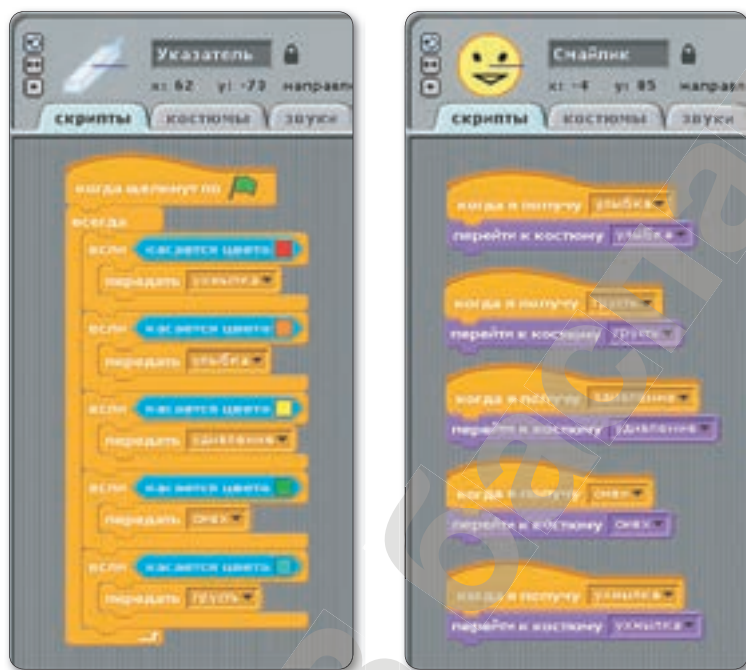 Указатель
x: 62 y: -73 направл
скрипты костюмы звуки
когда щелкнут по
всегда
если касается цвета
передать ухмылка
если касается цвета
передать улыбка
если касается цвета
передать удивление
если касается цвета
передать смех
если касается цвета
передать грусть
Смайлик
x: -4 y: 85 направл
скрипты костюмы звуки
когда я получу улыбка
перейти к костюму улыбка
когда я получу грусть
перейти к костюму грусть
когда я получу удивление
перейти к костюму удивление
когда я получу смех
перейти к костюму смех
когда я получу ухмылка
перейти к костюму ухмылка